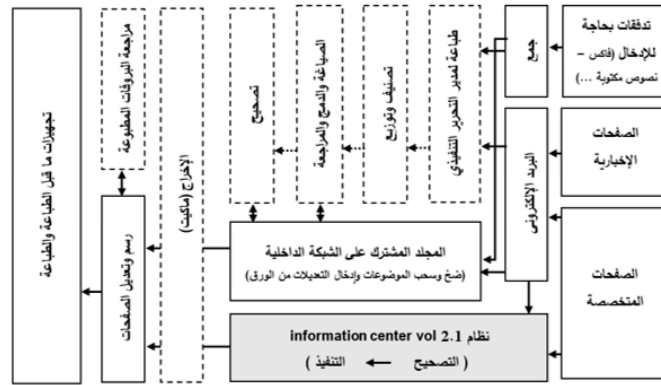 تدفقات بحاجة
للإدخال (فاكس –
نصوص مكتوبة ...)
جمع
طباعة لمدير التحرير التنفيذي
تصنيف وتوزيع
الصياغة والدمج والمراجعة
تصحيح
الإخراج (ماكيت)
مراجعة البروفات المطبوعة
تجهيزات ما قبل الطباعة والطباعة
الصفحات
الإخبارية
البريد الإلكتروني
الصفحات
المتخصصة
المجلد المشترك على الشبكة الداخلية
(ضخ وسحب الموضوعات وإدخال التعديلات من الورق)
رسم وتعديل الصفحات
نظام information center vol 2.1
( التصحيح ← التنفيذ )